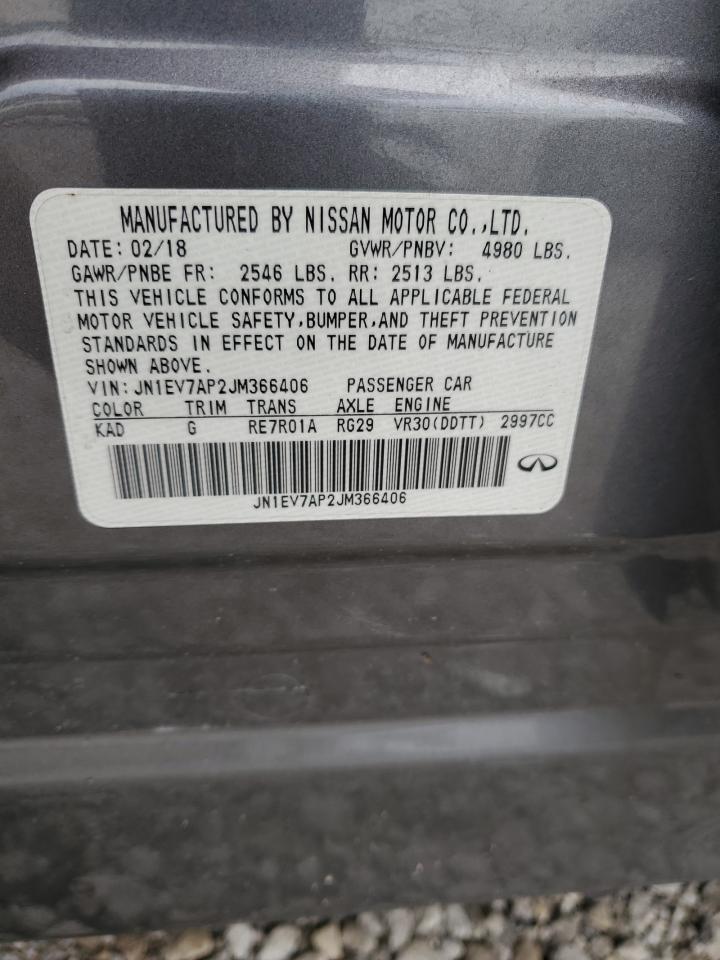 MANUFACTURED BY NISSAN MOTOR CO.,LTD.
DATE: 02/18 GVWR/PNBV: 4980 LBS.
GAWR/PNBE FR: 2546 LBS. RR: 2513 LBS.
THIS VEHICLE CONFORMS TO ALL APPLICABLE FEDERAL
MOTOR VEHICLE SAFETY,BUMPER,AND THEFT PREVENTION
STANDARDS IN EFFECT ON THE DATE OF MANUFACTURE
SHOWN ABOVE.
VIN:JN1EV7AP2JM366406 PASSENGER CAR
COLOR TRIM TRANS AXLE ENGINE
KAD G RE7R01A RG29 VR30(DDTT) 2997CC
JN1EV7AP2JM366406